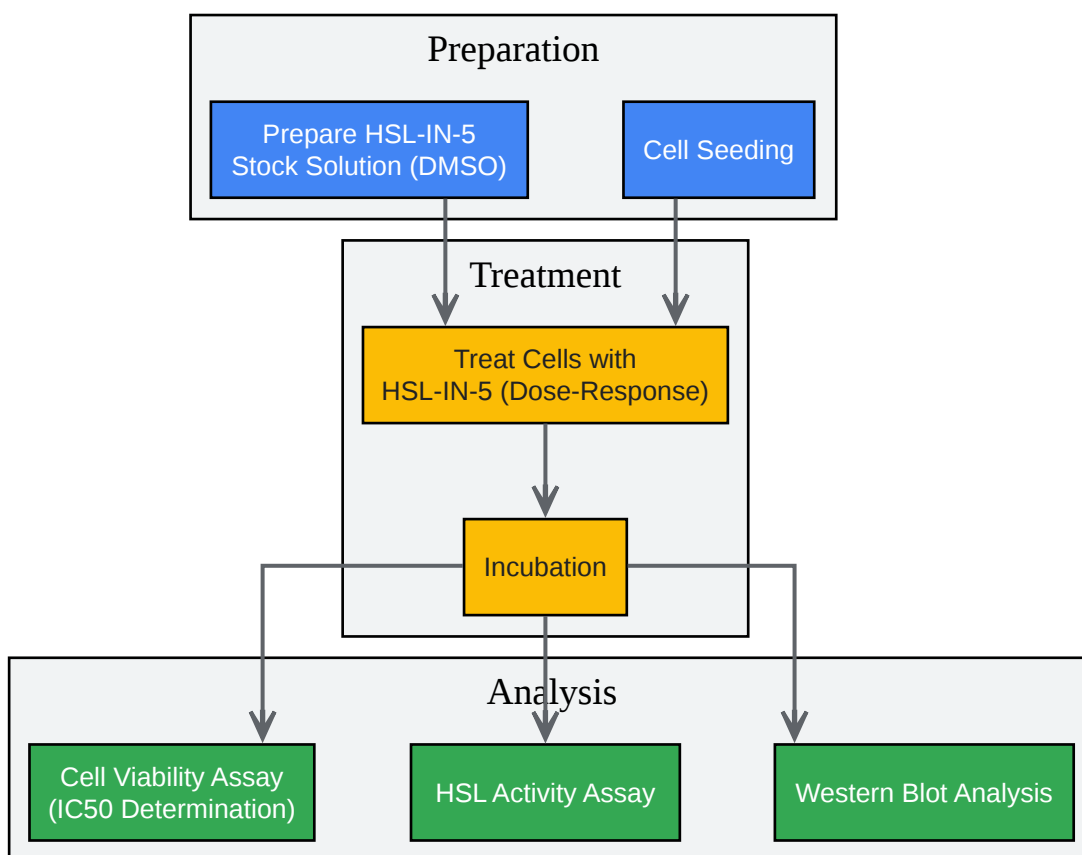 Preparation
Prepare HSL-IN-5
Stock Solution (DMSO)
Cell Seeding
Treatment
Treat Cells with
HSL-IN-5 (Dose-Response)
Incubation
Analysis
Cell Viability Assay
(IC50 Determination)
HSL Activity Assay
Western Blot Analysis